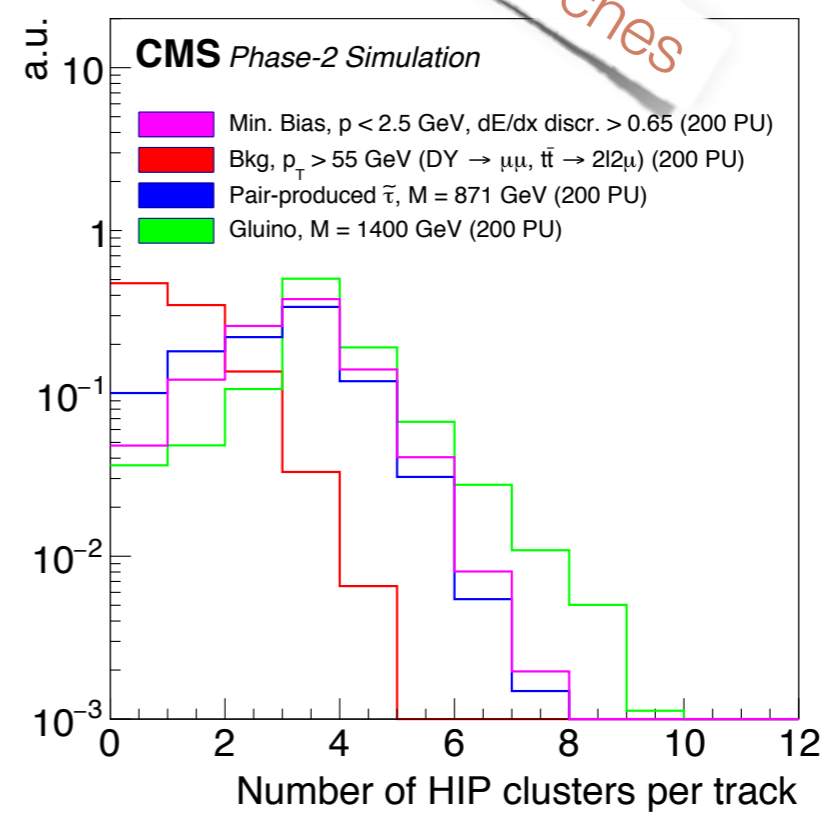 ches
a.u.
CMS Phase-2 Simulation
Min. Bias, p < 2.5 GeV, dE/dx discr. > 0.65 (200 PU)
Bkg, p_T > 55 GeV (DY → μμ, tt̄ → 2l2μ) (200 PU)
Pair-produced τ̃, M = 871 GeV (200 PU)
Gluino, M = 1400 GeV (200 PU)
10
1
10⁻¹
10⁻²
10⁻³
0 2 4 6 8 10 12
Number of HIP clusters per track